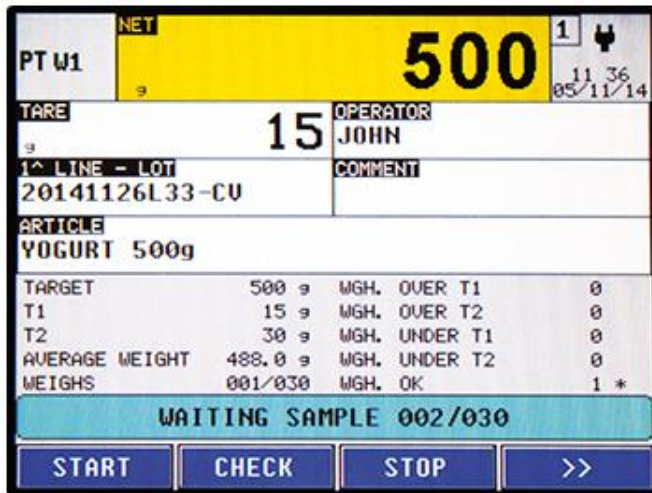 NET
PT W1
g
500
1
11 36
05/11/14
TARE
g
15
OPERATOR
JOHN
1^ LINE - LOT
20141126L33-CV
COMMENT
ARTICLE
YOGURT 500g
TARGET 500 g WGH. OVER T1 0
T1 15 g WGH. OVER T2 0
T2 30 g WGH. UNDER T1 0
AVERAGE WEIGHT 488.0 g WGH. UNDER T2 0
WEIGHS 001/030 WGH. OK 1 *
WAITING SAMPLE 002/030
START CHECK STOP >>